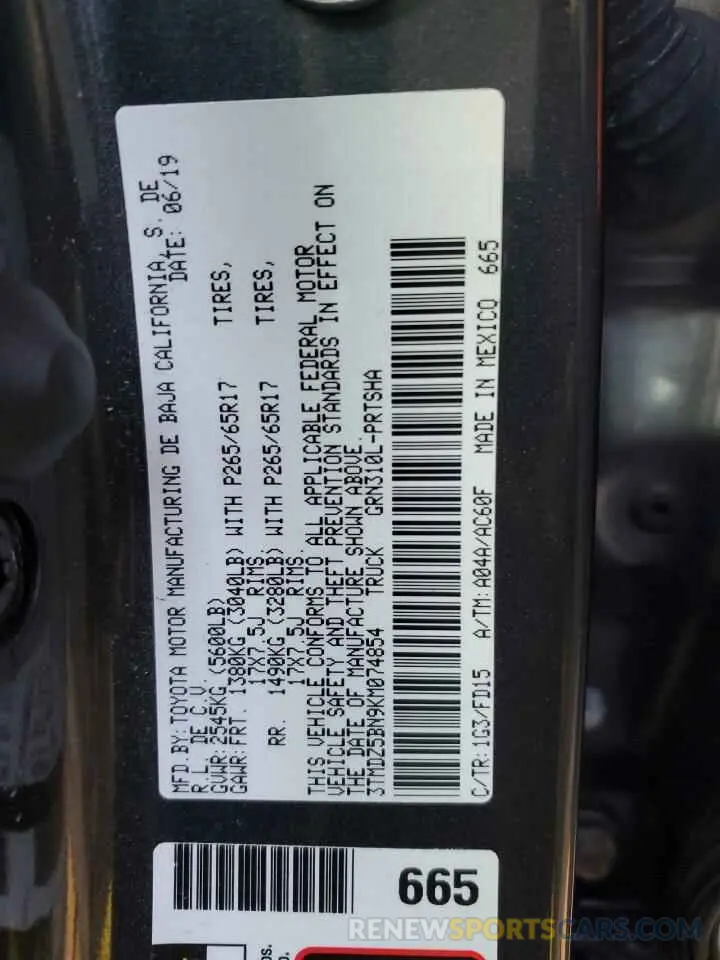 MFD.BY:TOYOTA MOTOR MANUFACTURING DE BAJA CALIFORNIA, S. DE
R.L. DE C.V. DATE: 06/19
GVWR:2545KG (5600LB)
GAWR:FRT. 1380KG (3040LB) WITH P265/65R17 TIRES,
17X7.5J RIMS,
RR. 1490KG (3280LB) WITH P265/65R17 TIRES,
17X7.5J RIMS.
THIS VEHICLE CONFORMS TO ALL APPLICABLE FEDERAL MOTOR
VEHICLE SAFETY AND THEFT PREVENTION STANDARDS IN EFFECT ON
THE DATE OF MANUFACTURE SHOWN ABOVE.
3TMDZ5BN9KM074854 TRUCK GRN310L-PRTSHA
C/TR:1G3/FD15 A/TM:A04A/AC60F MADE IN MEXICO 665
665
RENEWSPORTSCARS.COM